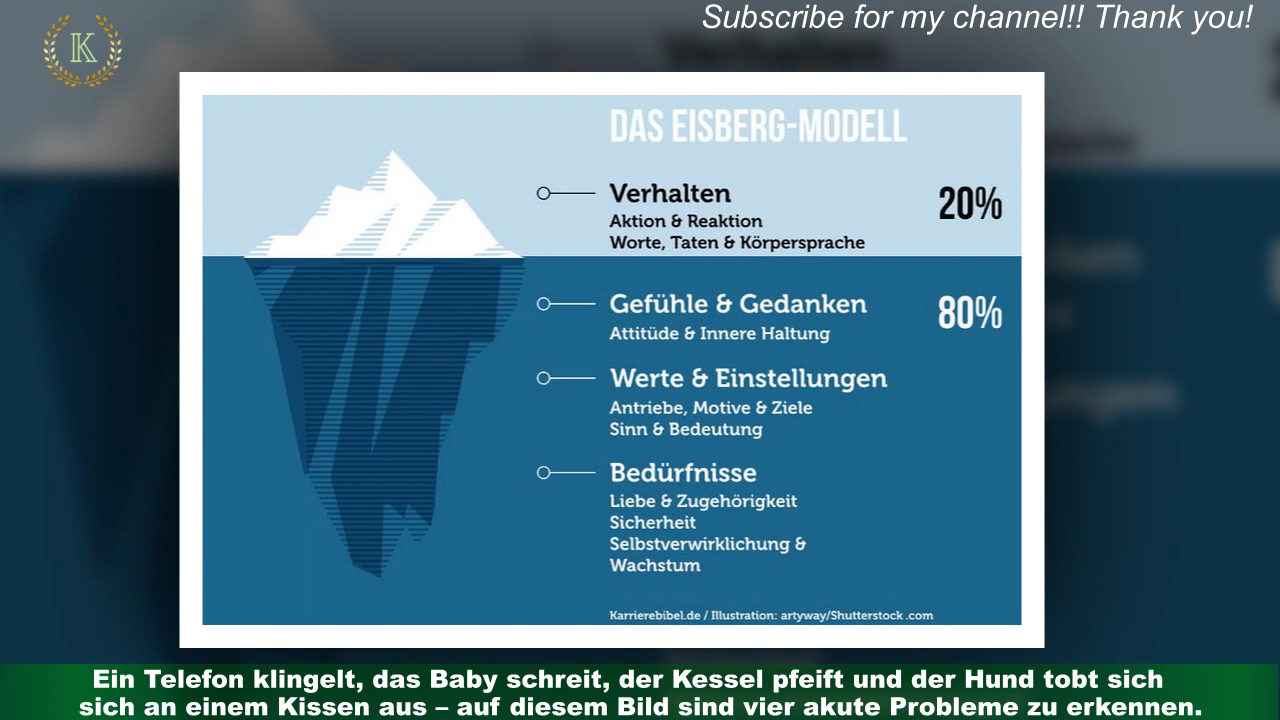 Subscribe for my channel!! Thank you!
K
DAS EISBERG-MODELL
Verhalten
20%
Aktion & Reaktion
Worte, Taten & Körpersprache
Gefühle & Gedanken
80%
Attitüde & Innere Haltung
Werte & Einstellungen
Antriebe, Motive & Ziele
Sinn & Bedeutung
Bedürfnisse
Liebe & Zugehörigkeit
Sicherheit
Selbstverwirklichung &
Wachstum
Karrierebibel.de / Illustration: artyway/Shutterstock.com
Ein Telefon klingelt, das Baby schreit, der Kessel pfeift und der Hund tobt sich
sich an einem Kissen aus – auf diesem Bild sind vier akute Probleme zu erkennen.